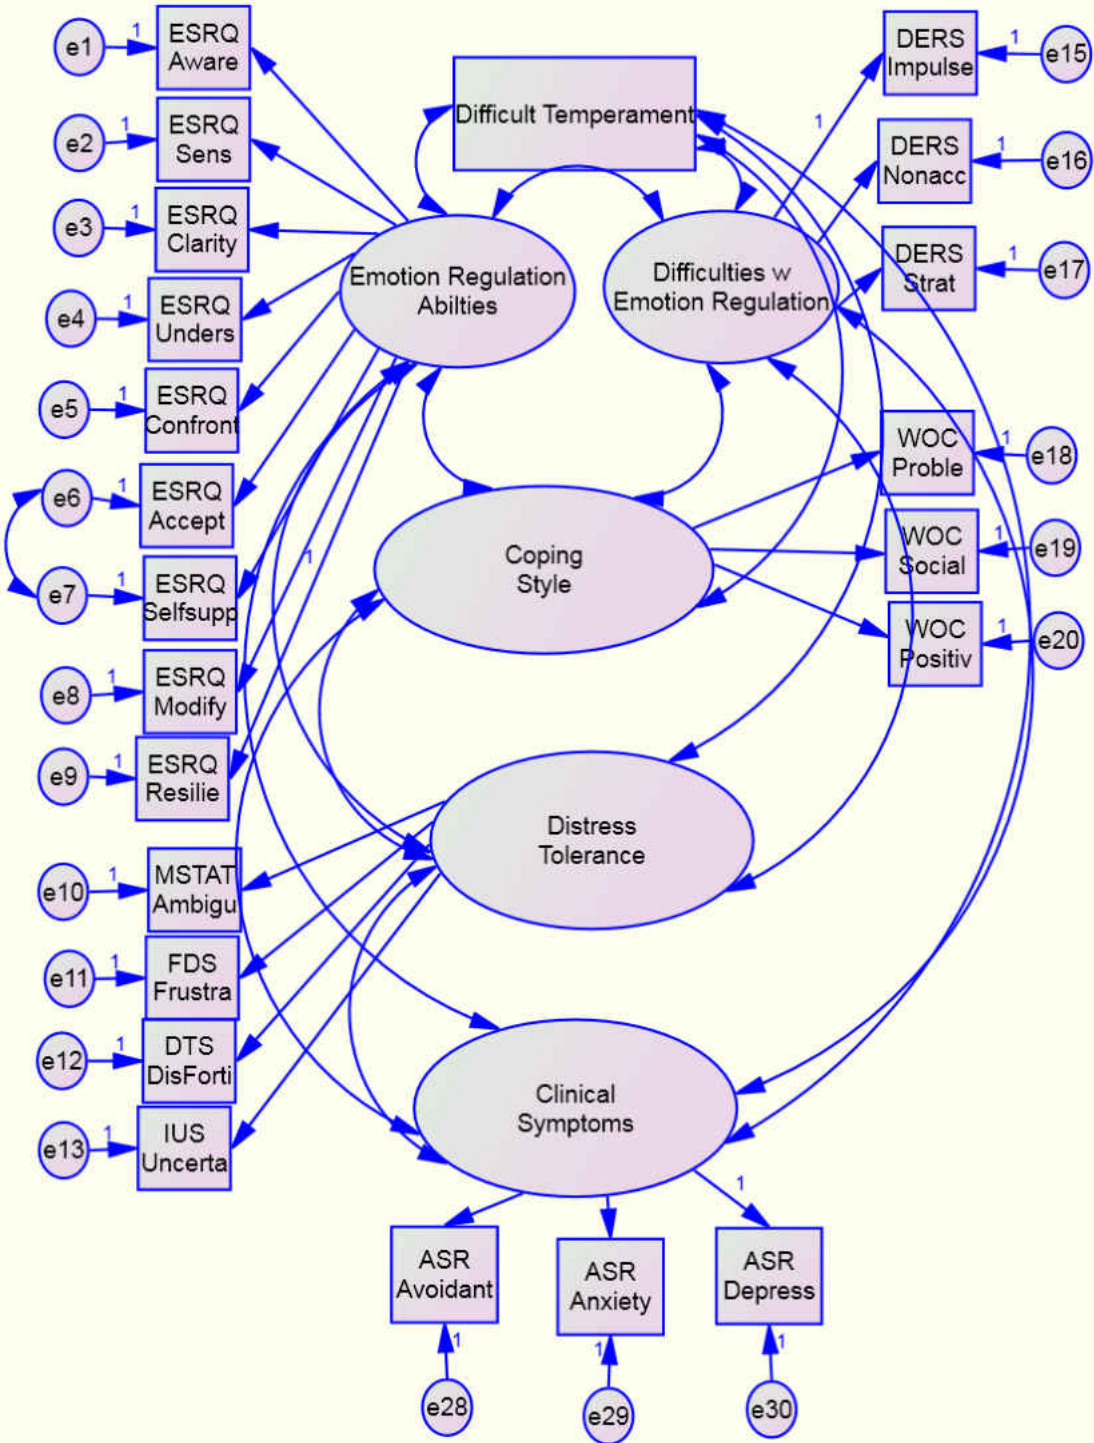 e1
1
ESRQ
Aware
e2
1
ESRQ
Sens
e3
1
ESRQ
Clarity
e4
1
ESRQ
Unders
e5
1
ESRQ
Confront
e6
1
ESRQ
Accept
e7
1
ESRQ
Selfsupp
e8
1
ESRQ
Modify
e9
1
ESRQ
Resilie
e10
1
MSTAT
Ambigu
e11
1
FDS
Frustra
e12
1
DTS
DisForti
e13
1
IUS
Uncerta
Difficult Temperament
Emotion Regulation
Abilties
1
Difficulties w
Emotion Regulation
1
Coping
Style
Distress
Tolerance
Clinical
Symptoms
1
DERS
Impulse
1
e15
DERS
Nonacc
1
e16
DERS
Strat
1
e17
WOC
Proble
1
e18
WOC
Social
1
e19
WOC
Positiv
1
e20
ASR
Avoidant
1
e28
ASR
Anxiety
1
e29
ASR
Depress
1
e30